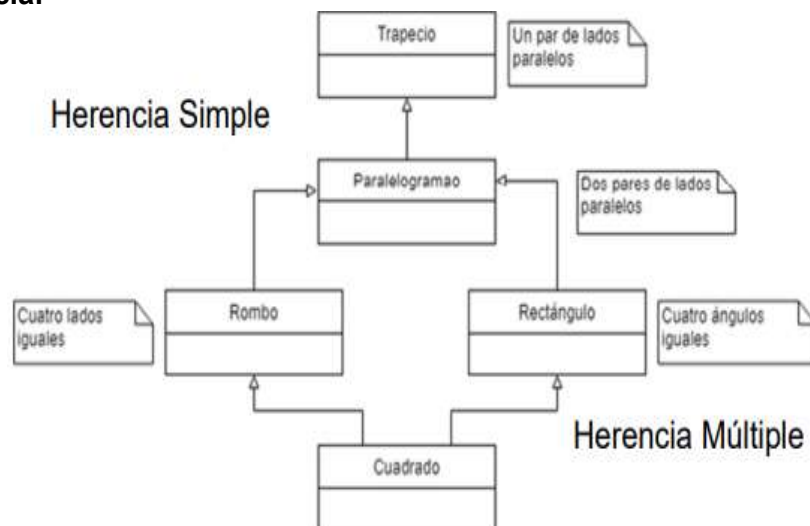 Trapecio
Un par de lados
paralelos
Herencia Simple
Paralelogramao
Dos pares de lados
paralelos
Cuatro lados
iguales
Rombo
Rectángulo
Cuatro ángulos
iguales
Herencia Múltiple
Cuadrado